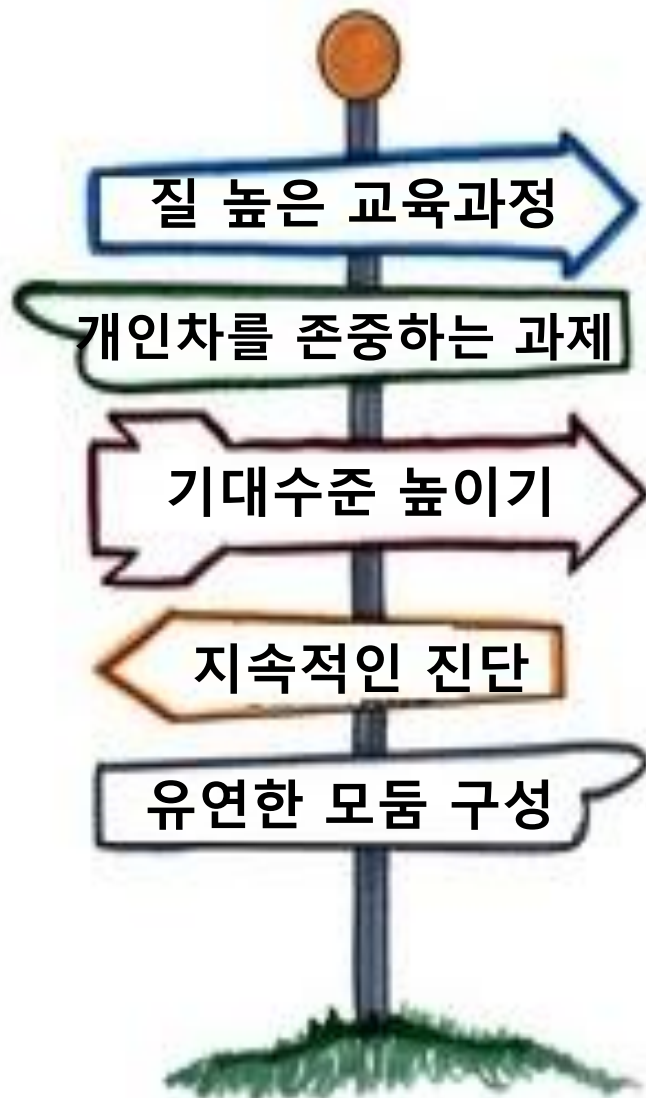 질 높은 교육과정
개인차를 존중하는 과제
기대수준 높이기
지속적인 진단
유연한 모둠 구성